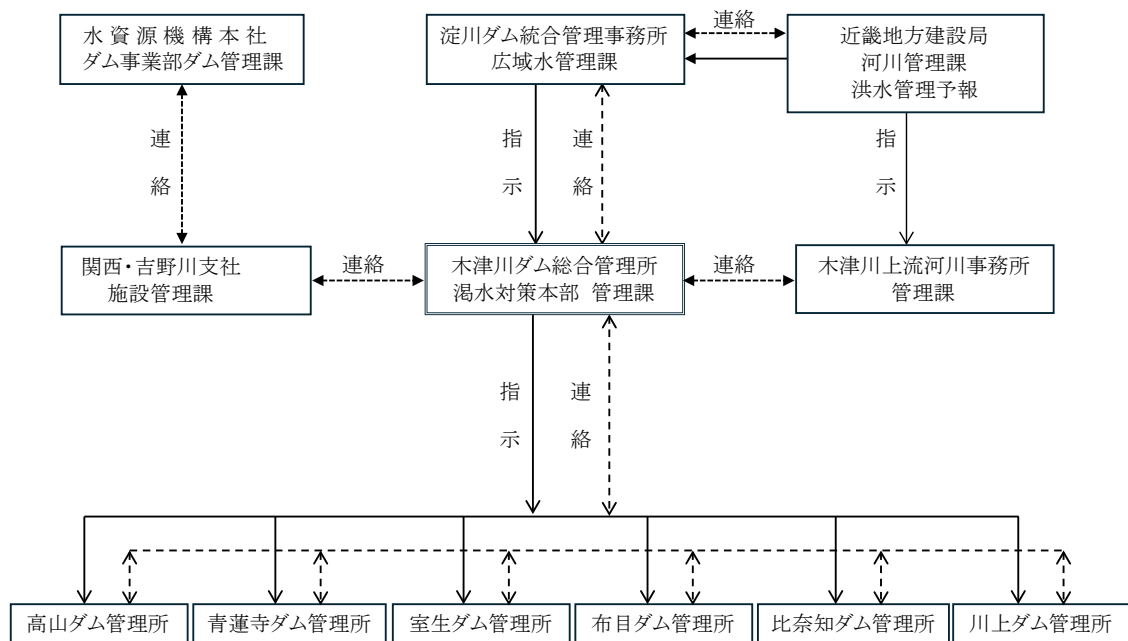 水資源機構本社
ダム事業部ダム管理課
淀川ダム統合管理事務所
広域水管理課
連絡
近畿地方建設局
河川管理課
洪水管理予報
連
絡
指
示
連
絡
指
示
関西・吉野川支社
施設管理課
連絡
木津川ダム総合管理所
渇水対策本部 管理課
連絡
木津川上流河川事務所
管理課
指
示
連
絡
高山ダム管理所
青蓮寺ダム管理所
室生ダム管理所
布目ダム管理所
比奈知ダム管理所
川上ダム管理所